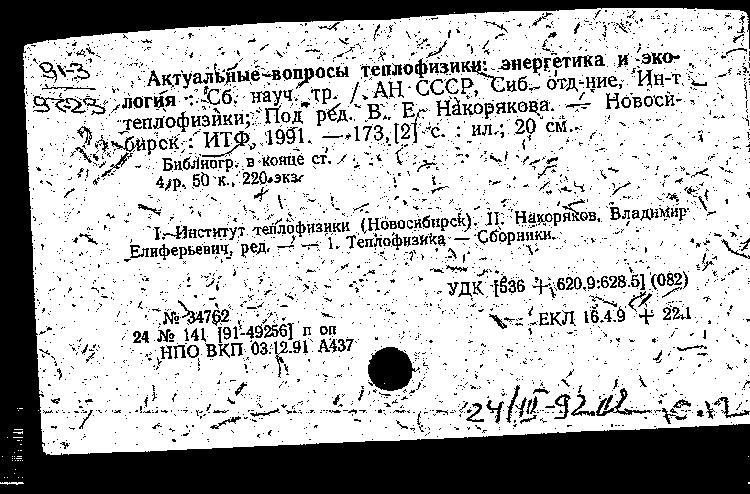 91-3
Актуальные вопросы теплофизики: энергетика и эко-
логия : Сб. науч. тр. / АН СССР, Сиб. отд-ние, Ин-т
теплофизики; Под ред. В. Е. Накорякова. — Новоси-
бирск : ИТФ, 1991. — 173,[2] с. : ил.; 20 см.
Библиогр. в конце ст.
4 р. 50 к., 220 экз.
I. Институт теплофизики (Новосибирск). II. Накоряков, Владимир
Елиферьевич, ред. — — 1. Теплофизика — Сборники.
УДК [536 + 620.9:628.5] (082)
№ 34762
ЕКЛ 16.4.9 + 22.1
24 № 141 [91-49256] п оп
НПО ВКП 03.12.91 А437
24/III-92